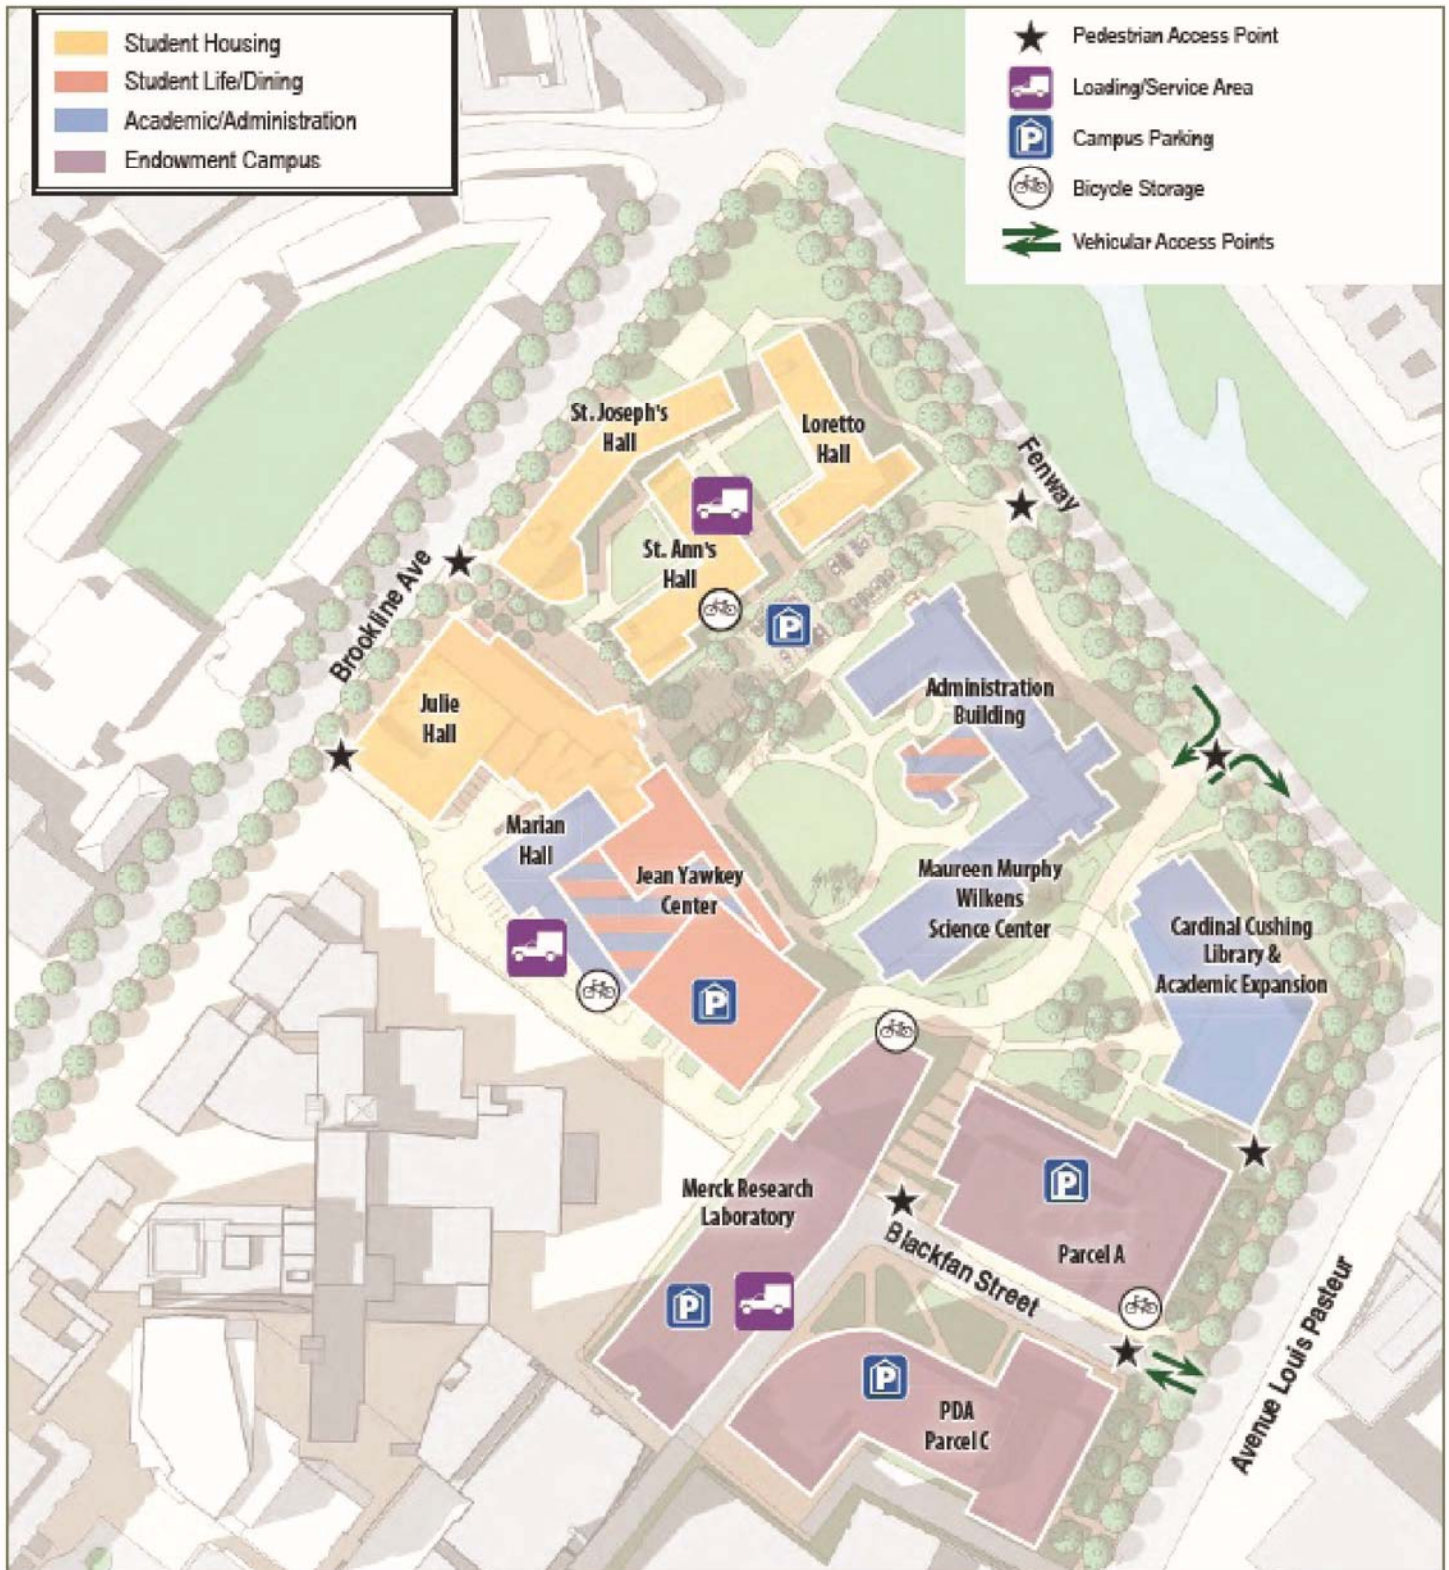 Student Housing
Student Life/Dining
Academic/Administration
Endowment Campus
Pedestrian Access Point
Loading/Service Area
P
Campus Parking
Bicycle Storage
Vehicular Access Points
St. Joseph's
Hall
Loretto
Hall
Fenway
St. Ann's
Hall
Brookline Ave
P
Julie
Hall
Administration
Building
Marian
Hall
Jean Yawkey
Center
Maureen Murphy
Wilkens
Science Center
Cardinal Cushing
Library &
Academic Expansion
P
Merck Research
Laboratory
P
Blackfan Street
Parcel A
P
P
PDA
Parcel C
Avenue Louis Pasteur